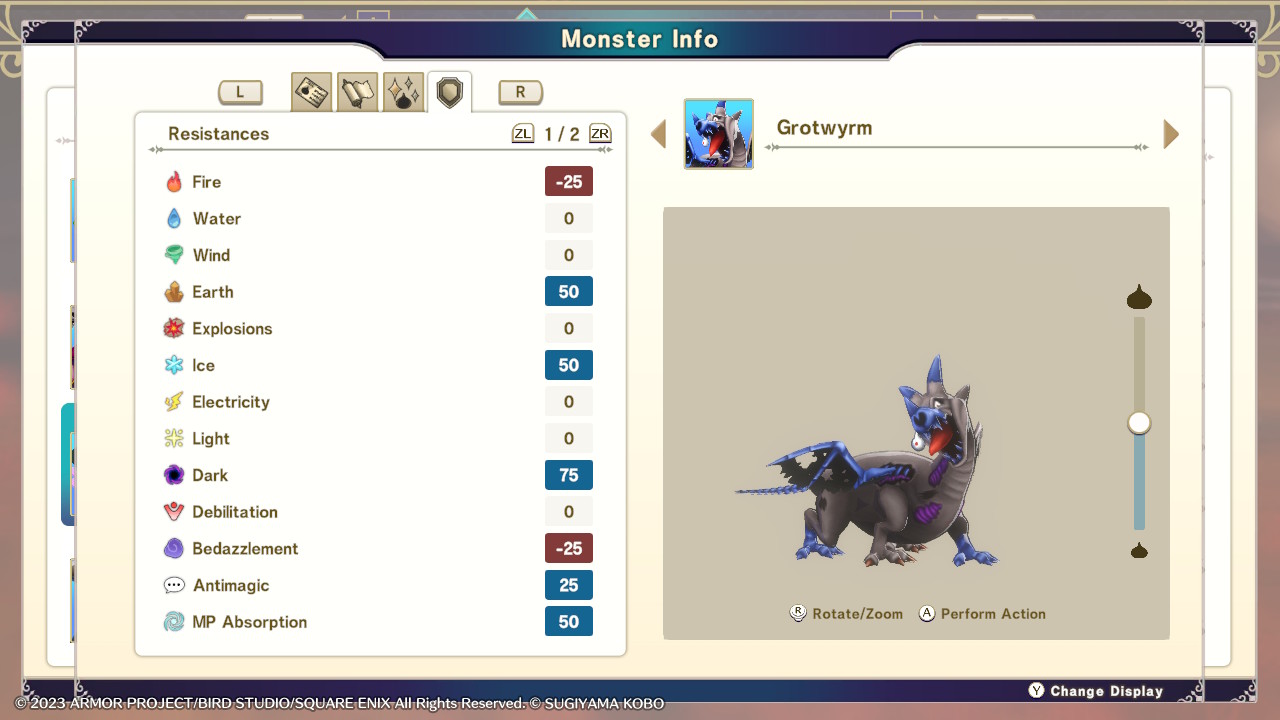 Monster Info
L
R
Resistances
ZL 1 / 2 ZR
Fire -25
Water 0
Wind 0
Earth 50
Explosions 0
Ice 50
Electricity 0
Light 0
Dark 75
Debilitation 0
Bedazzlement -25
Antimagic 25
MP Absorption 50
Grotwyrm
R Rotate/Zoom A Perform Action
Y Change Display
© 2023 ARMOR PROJECT/BIRD STUDIO/SQUARE ENIX All Rights Reserved. © SUGIYAMA KOBO